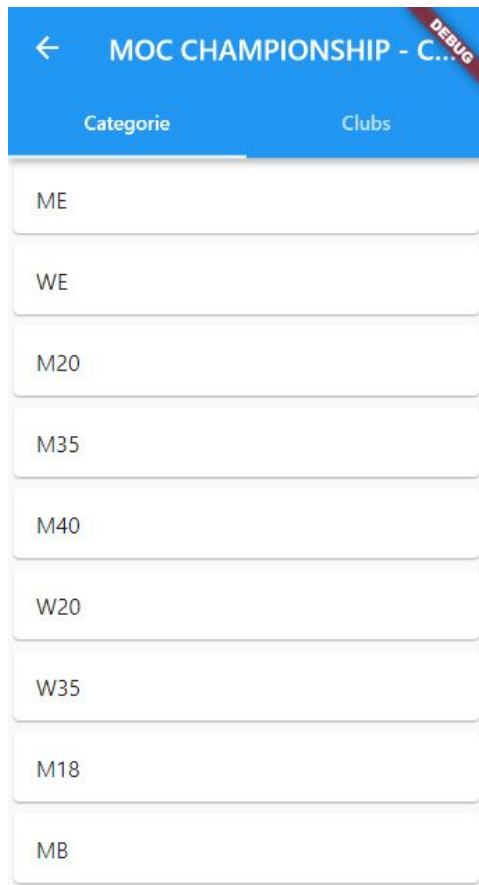 MOC CHAMPIONSHIP - C...
DEBUG
Categorie
Clubs
ME
WE
M20
M35
M40
W20
W35
M18
MB